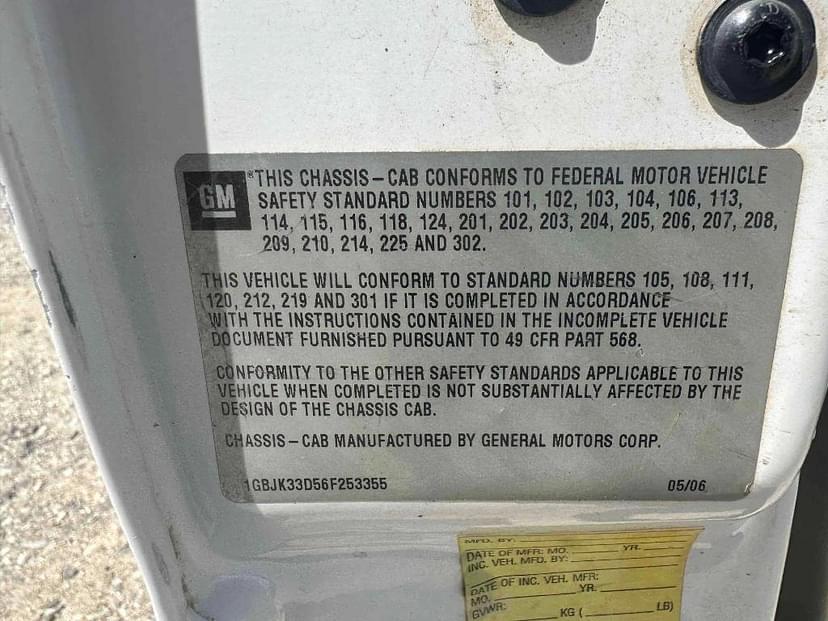 GM
®THIS CHASSIS–CAB CONFORMS TO FEDERAL MOTOR VEHICLE
SAFETY STANDARD NUMBERS 101, 102, 103, 104, 106, 113,
114, 115, 116, 118, 124, 201, 202, 203, 204, 205, 206, 207, 208,
209, 210, 214, 225 AND 302.
THIS VEHICLE WILL CONFORM TO STANDARD NUMBERS 105, 108, 111,
120, 212, 219 AND 301 IF IT IS COMPLETED IN ACCORDANCE
WITH THE INSTRUCTIONS CONTAINED IN THE INCOMPLETE VEHICLE
DOCUMENT FURNISHED PURSUANT TO 49 CFR PART 568.
CONFORMITY TO THE OTHER SAFETY STANDARDS APPLICABLE TO THIS
VEHICLE WHEN COMPLETED IS NOT SUBSTANTIALLY AFFECTED BY THE
DESIGN OF THE CHASSIS CAB.
CHASSIS–CAB MANUFACTURED BY GENERAL MOTORS CORP.
1GBJK33D56F253355 05/06
MFD. BY:
DATE OF MFR: MO. YR.
INC. VEH. MFD. BY:
DATE OF INC. VEH. MFR:
MO. YR.
GVWR: KG ( LB)